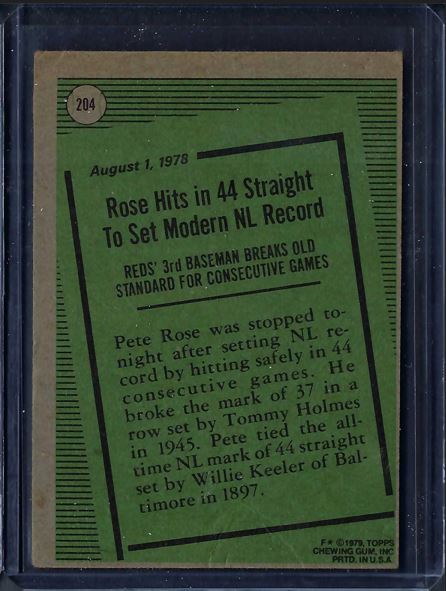 204
August 1, 1978
Rose Hits in 44 Straight
To Set Modern NL Record
REDS' 3rd BASEMAN BREAKS OLD
STANDARD FOR CONSECUTIVE GAMES
Pete Rose was stopped to-
night after setting NL re-
cord by hitting safely in 44
consecutive games. He
broke the mark of 37 in a
row set by Tommy Holmes
in 1945. Pete tied the all-
time NL mark of 44 straight
set by Willie Keeler of Bal-
timore in 1897.
F★ ©1979, TOPPS
CHEWING GUM, INC
PRTD. IN U.S.A.